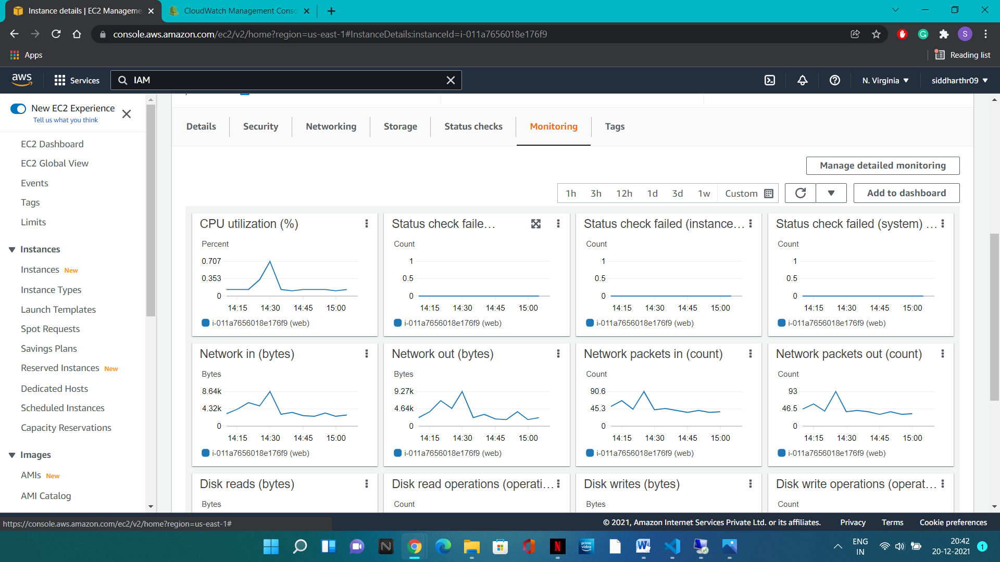 Instance details | EC2 Manageme
CloudWatch Management Conso
console.aws.amazon.com/ec2/v2/home?region=us-east-1#InstanceDetails:instanceId=i-011a7656018e176f9
S
Apps
Reading list
aws
Services
IAM
N. Virginia
siddharthr09
New EC2 Experience
Tell us what you think
EC2 Dashboard
EC2 Global View
Events
Tags
Limits
Instances
Instances New
Instance Types
Launch Templates
Spot Requests
Savings Plans
Reserved Instances New
Dedicated Hosts
Scheduled Instances
Capacity Reservations
Images
AMIs New
AMI Catalog
Details
Security
Networking
Storage
Status checks
Monitoring
Tags
Manage detailed monitoring
1h 3h 12h 1d 3d 1w Custom
Add to dashboard
CPU utilization (%)
Percent
0.707
0.353
0
14:15 14:30 14:45 15:00
i-011a7656018e176f9 (web)
Status check faile...
Count
1
0.5
0
14:15 14:30 14:45 15:00
i-011a7656018e176f9 (web)
Status check failed (instance...
Count
1
0.5
0
14:15 14:30 14:45 15:00
i-011a7656018e176f9 (web)
Status check failed (system) ...
Count
1
0.5
0
14:15 14:30 14:45 15:00
i-011a7656018e176f9 (web)
Network in (bytes)
Bytes
8.64k
4.32k
0
14:15 14:30 14:45 15:00
i-011a7656018e176f9 (web)
Network out (bytes)
Bytes
9.27k
4.64k
0
14:15 14:30 14:45 15:00
i-011a7656018e176f9 (web)
Network packets in (count)
Count
90.6
45.3
0
14:15 14:30 14:45 15:00
i-011a7656018e176f9 (web)
Network packets out (count)
Count
93
46.5
0
14:15 14:30 14:45 15:00
i-011a7656018e176f9 (web)
Disk reads (bytes)
Bytes
Disk read operations (operati...
Count
Disk writes (bytes)
Bytes
Disk write operations (operat...
Count
https://console.aws.amazon.com/ec2/v2/home?region=us-east-1#
© 2021, Amazon Internet Services Private Ltd. or its affiliates.
Privacy
Terms
Cookie preferences
N
N
prime video
W
ENG
IN
20:42
20-12-2021
1